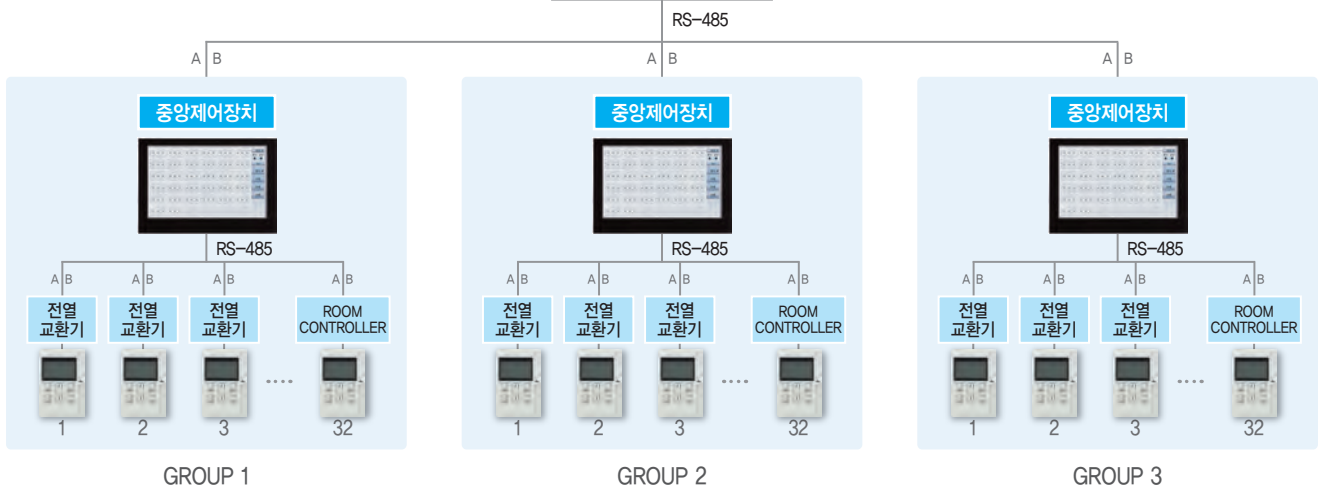 RS-485
A B A B A B
중앙제어장치 중앙제어장치 중앙제어장치
RS-485 RS-485 RS-485
A B A B A B A B A B A B A B A B A B A B A B A B
전열 전열 전열 ROOM 전열 전열 전열 ROOM 전열 전열 전열 ROOM
교환기 교환기 교환기 CONTROLLER 교환기 교환기 교환기 CONTROLLER 교환기 교환기 교환기 CONTROLLER
1 2 3 32 1 2 3 32 1 2 3 32
GROUP 1 GROUP 2 GROUP 3